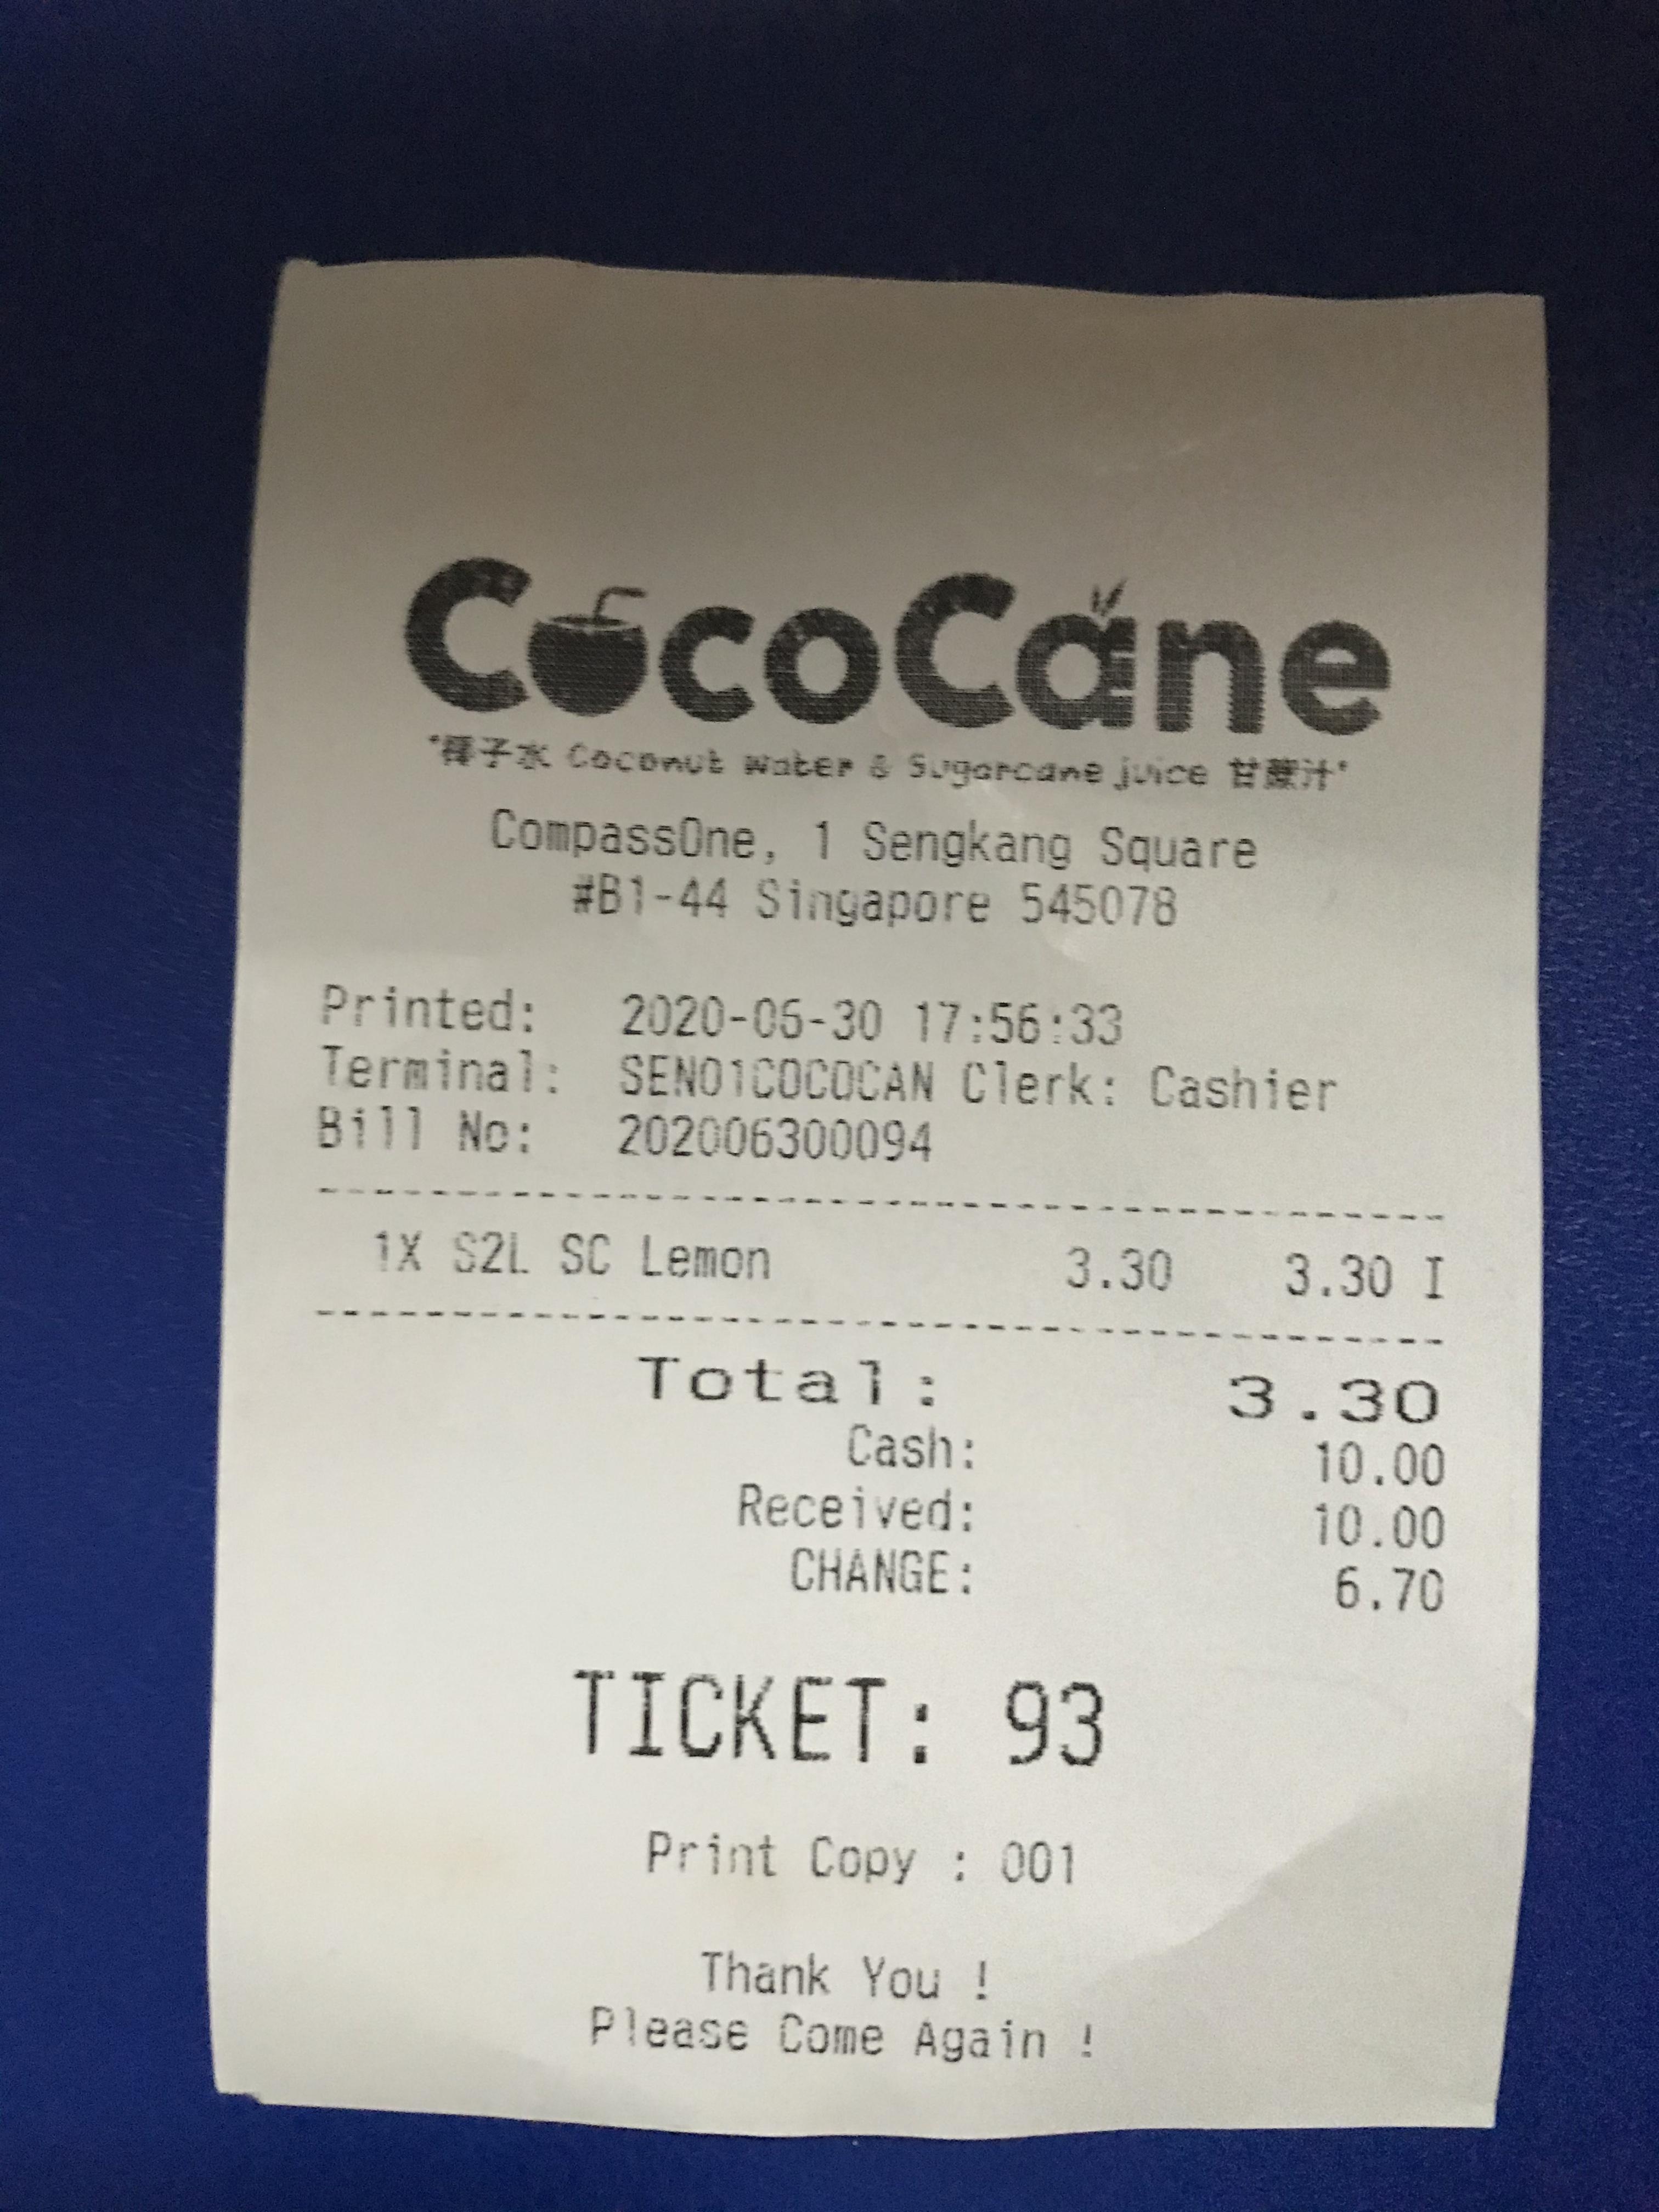 CocoCane
"椰子水 Coconut Water & Sugarcane juice 甘蔗汁"
CompassOne, 1 Sengkang Square
#B1-44 Singapore 545078
Printed: 2020-06-30 17:56:33
Terminal: SEN01COCOCAN Clerk: Cashier
Bill No: 202006300094
1X S2L SC Lemon 3.30 3.30 I
Total: 3.30
Cash: 10.00
Received: 10.00
CHANGE: 6.70
TICKET: 93
Print Copy : 001
Thank You !
Please Come Again !